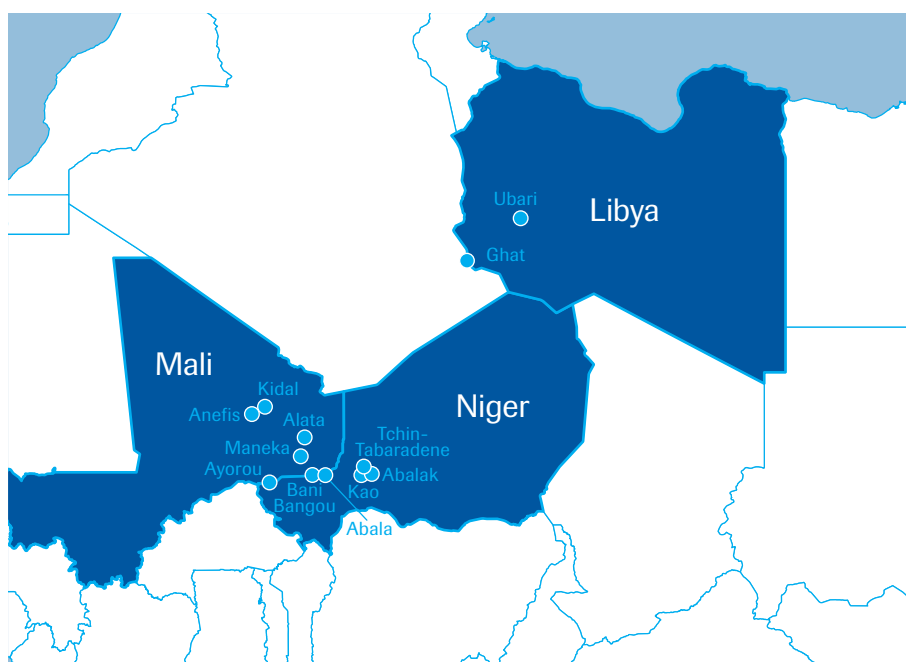 Ubari
Libya
Ghat
Mali
Kidal
Anefis
Niger
Alata
Tchin-
Tabaradene
Maneka
Ayorou
Abalak
Bani
Bangou
Kao
Abala